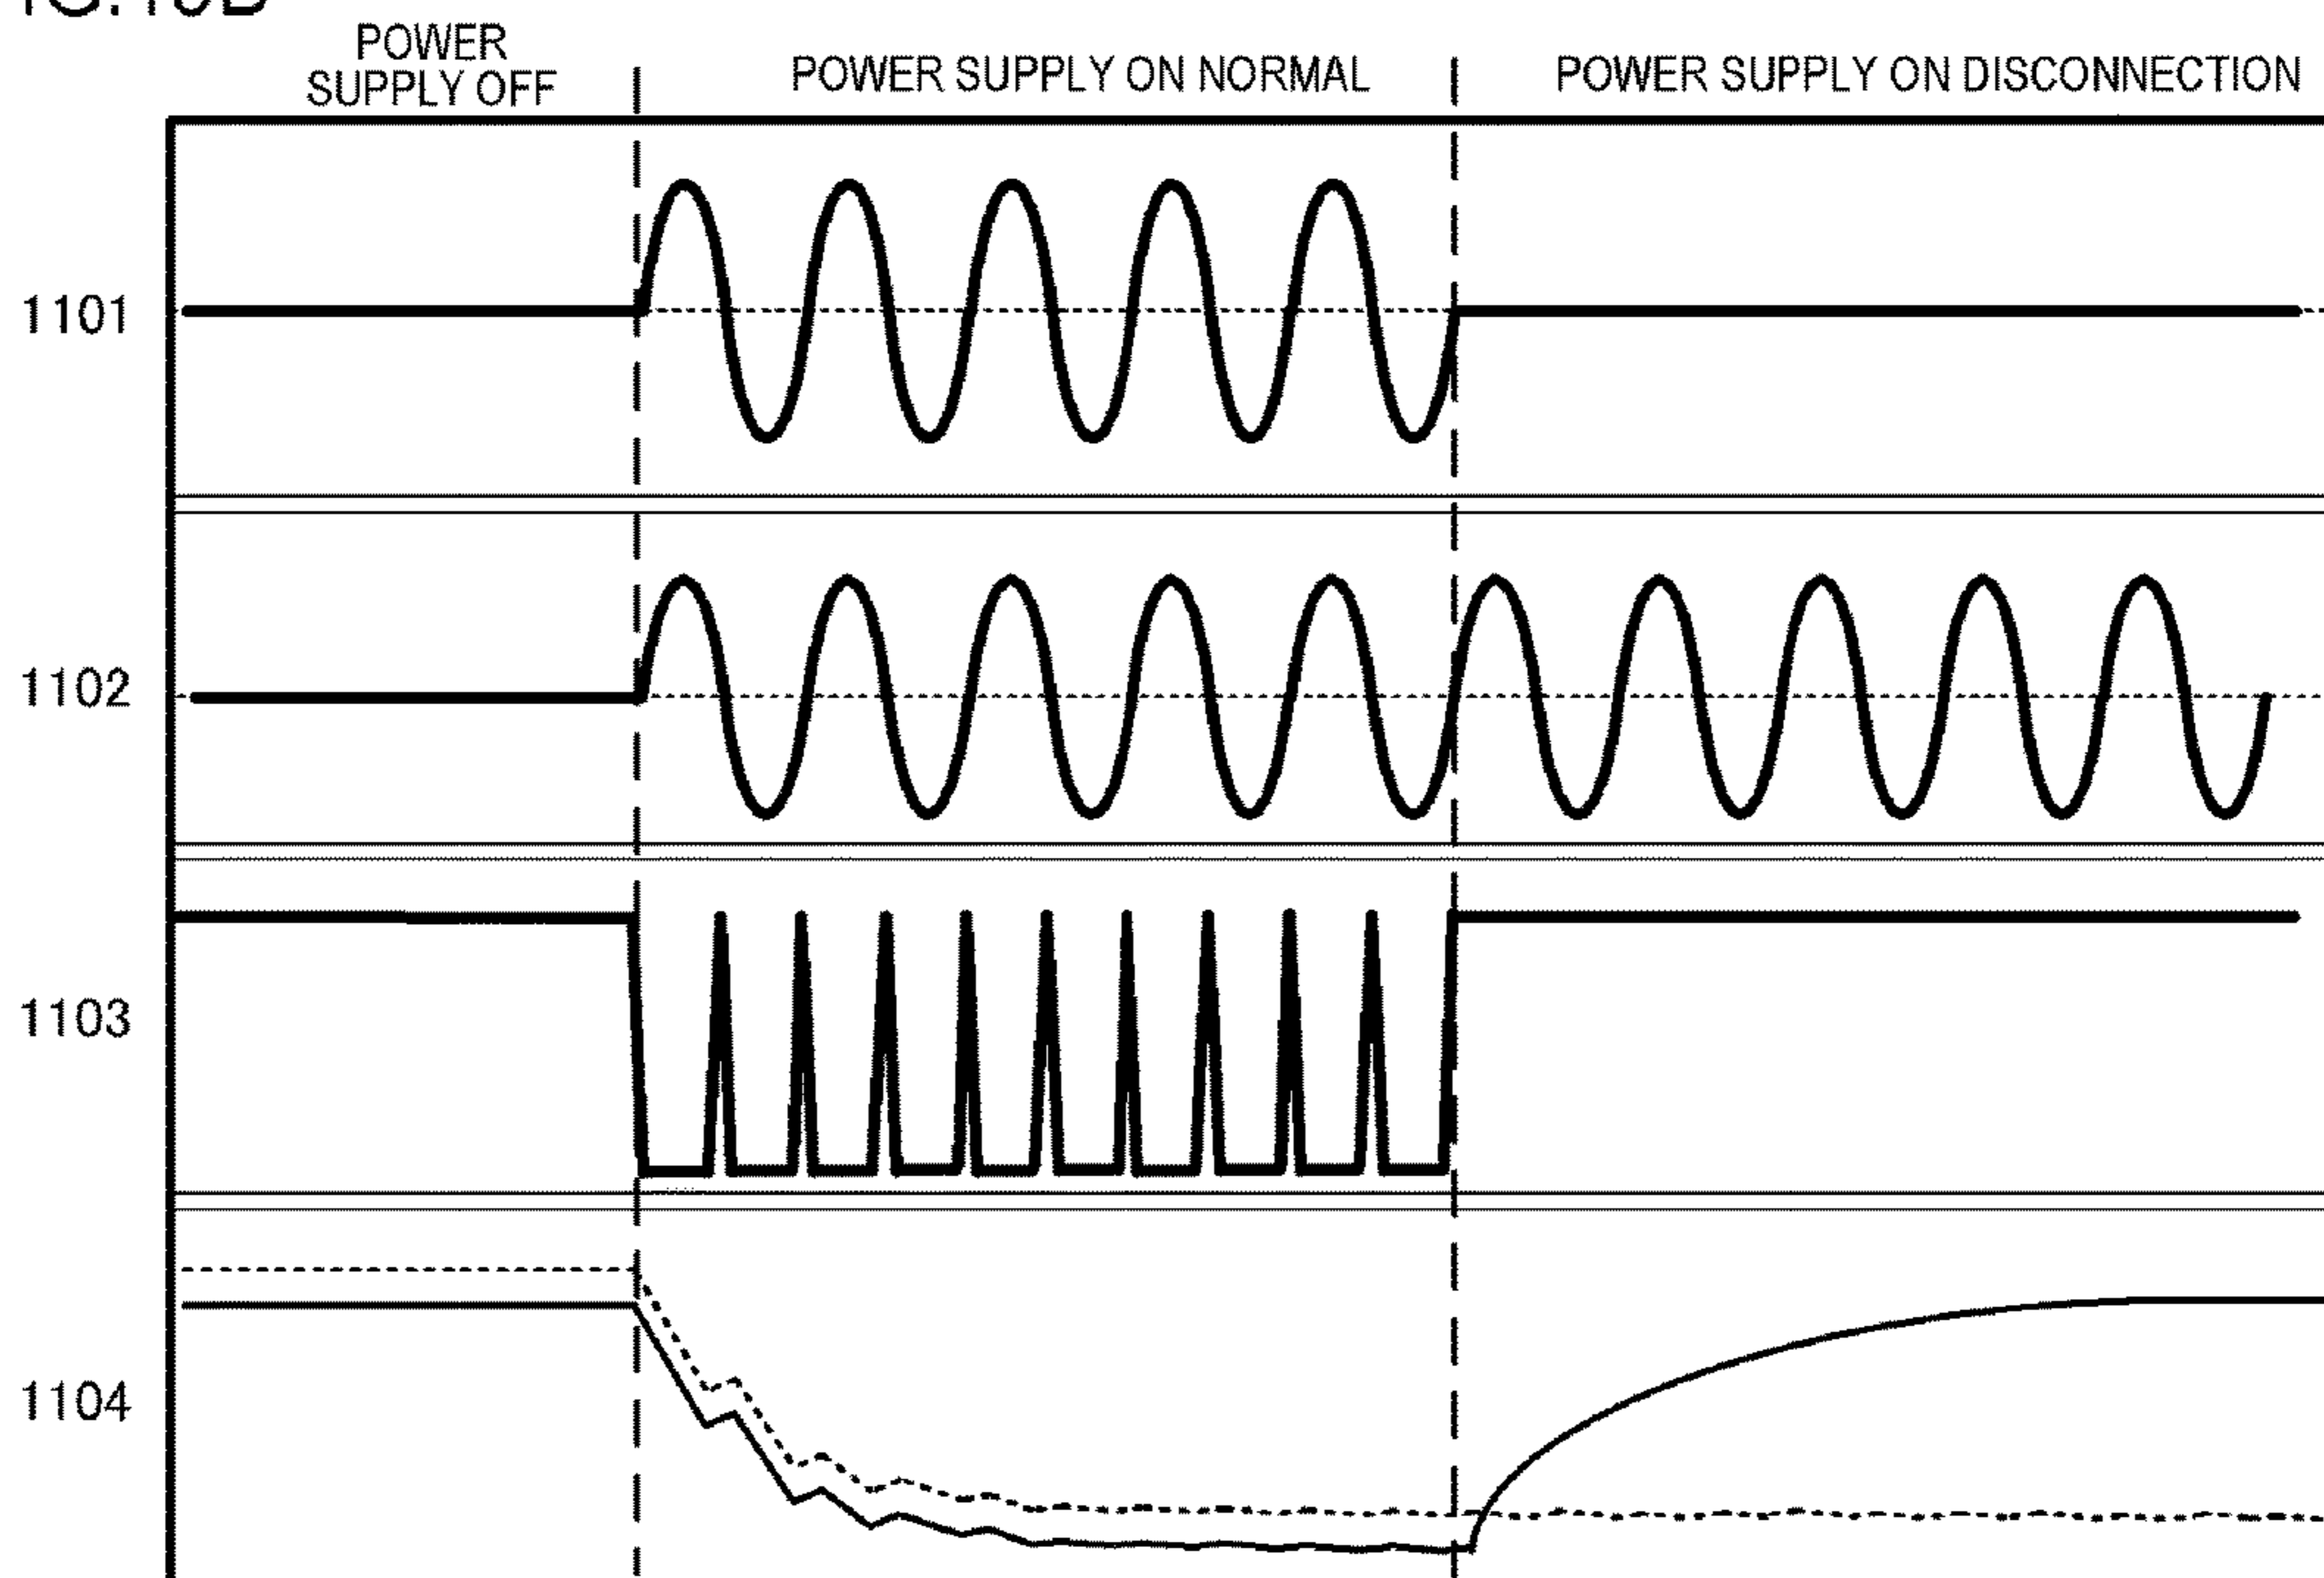 POWER
SUPPLY OFF
POWER SUPPLY ON NORMAL
POWER SUPPLY ON DISCONNECTION
1101
1102
1103
1104